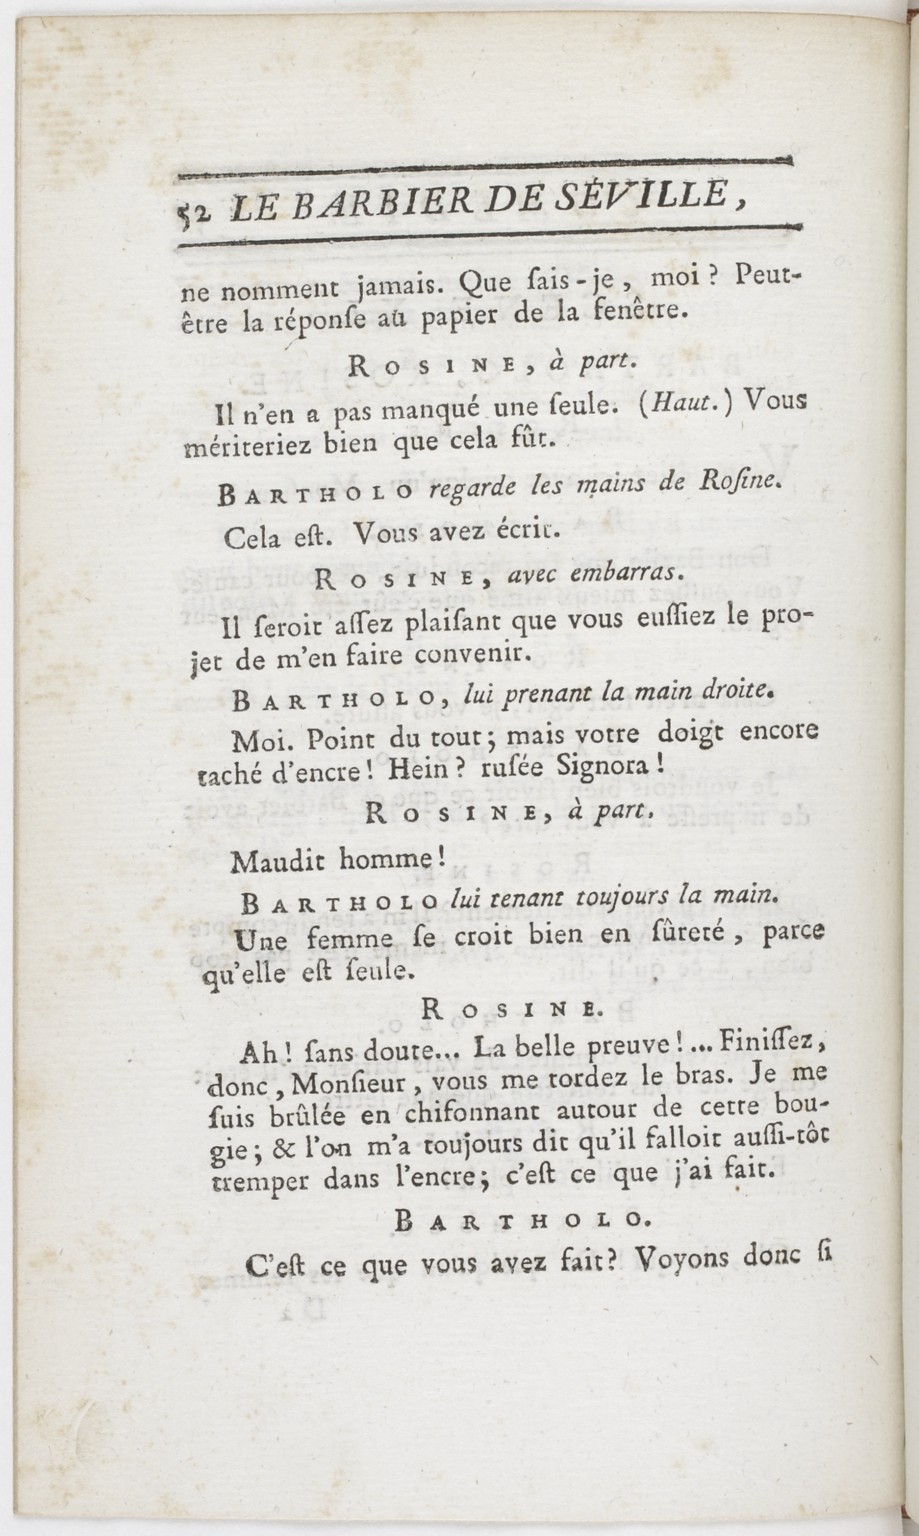 52 LE BARBIER DE SÉVILLE,
ne nomment jamais. Que ſais-je, moi? Peut-
être la réponſe au papier de la fenêtre.
ROSINE, à part.
Il n'en a pas manqué une ſeule. (Haut.) Vous
mériteriez bien que cela fût.
BARTHOLO regarde les mains de Roſine.
Cela eſt. Vous avez écrit.
ROSINE, avec embarras.
Il ſeroit aſſez plaiſant que vous euſſiez le pro-
jet de m'en faire convenir.
BARTHOLO, lui prenant la main droite.
Moi. Point du tout; mais votre doigt encore
taché d'encre! Hein? ruſée Signora!
ROSINE, à part.
Maudit homme!
BARTHOLO lui tenant toujours la main.
Une femme ſe croit bien en ſûreté, parce
qu'elle eſt ſeule.
ROSINE.
Ah! ſans doute... La belle preuve!... Finiſſez,
donc, Monſieur, vous me tordez le bras. Je me
ſuis brûlée en chifonnant autour de cette bou-
gie; & l'on m'a toujours dit qu'il falloit auſſi-tôt
tremper dans l'encre; c'eſt ce que j'ai fait.
BARTHOLO.
C'eſt ce que vous avez fait? Voyons donc ſi